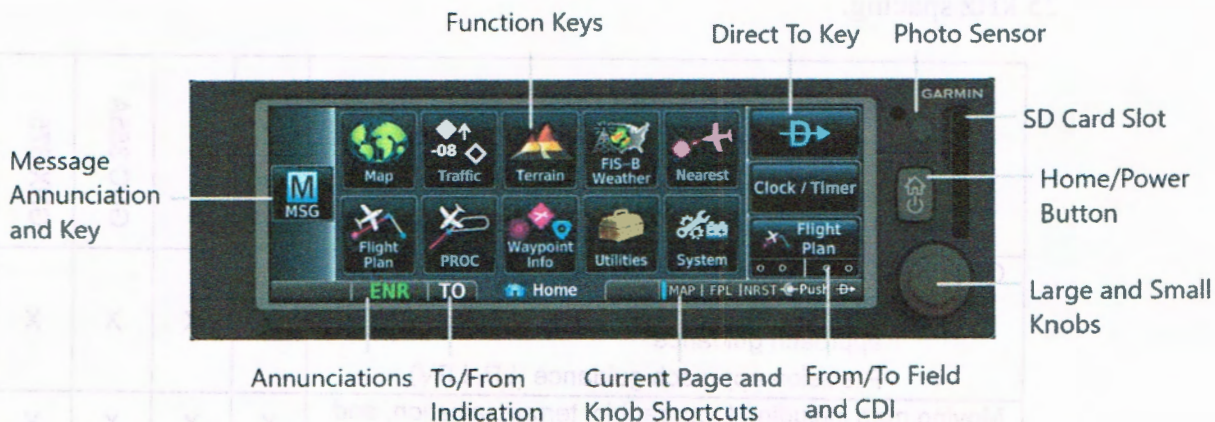 25 kHz spacing.
Function Keys
Direct To Key
Photo Sensor
GARMIN
SD Card Slot
Message
Annunciation
and Key
Home/Power
Button
Large and Small
Knobs
M
MSG
Map
-08
Traffic
Terrain
FIS-B
Weather
Nearest
D
Clock / Timer
Flight
Plan
PROC
Waypoint
Info
Utilities
System
Flight
Plan
ENR
TO
Home
MAP | FPL | NRST Push D
Annunciations
To/From
Indication
Current Page and
Knob Shortcuts
From/To Field
and CDI